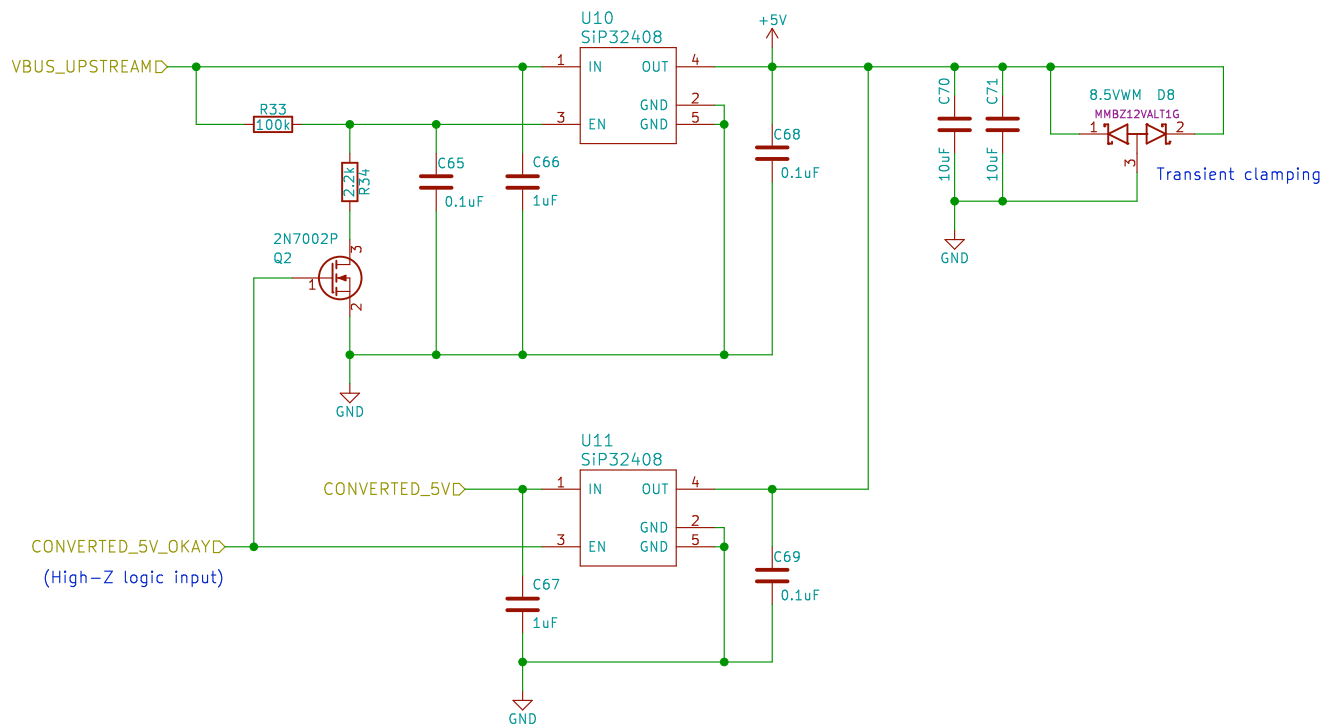 U10
SiP32408
+5V
VBUS_UPSTREAM
1
IN
OUT
4
GND
2
3
EN
GND
5
R33
100k
2.2k
R34
C65
0.1uF
C66
1uF
C68
0.1uF
C70
10uF
C71
10uF
8.5VWM D8
MMBZ12VALT1G
1
2
3
Transient clamping
GND
2N7002P
Q2
3
1
2
GND
U11
SiP32408
CONVERTED_5V
1
IN
OUT
4
GND
2
CONVERTED_5V_OKAY
3
EN
GND
5
(High-Z logic input)
C67
1uF
C69
0.1uF
GND